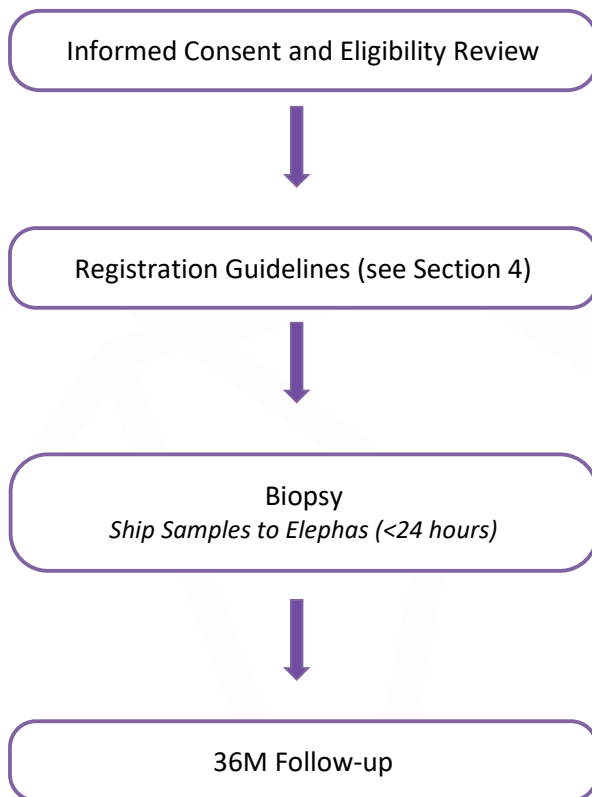 Informed Consent and Eligibility Review
Registration Guidelines (see Section 4)
Biopsy
Ship Samples to Elephas (<24 hours)
36M Follow-up